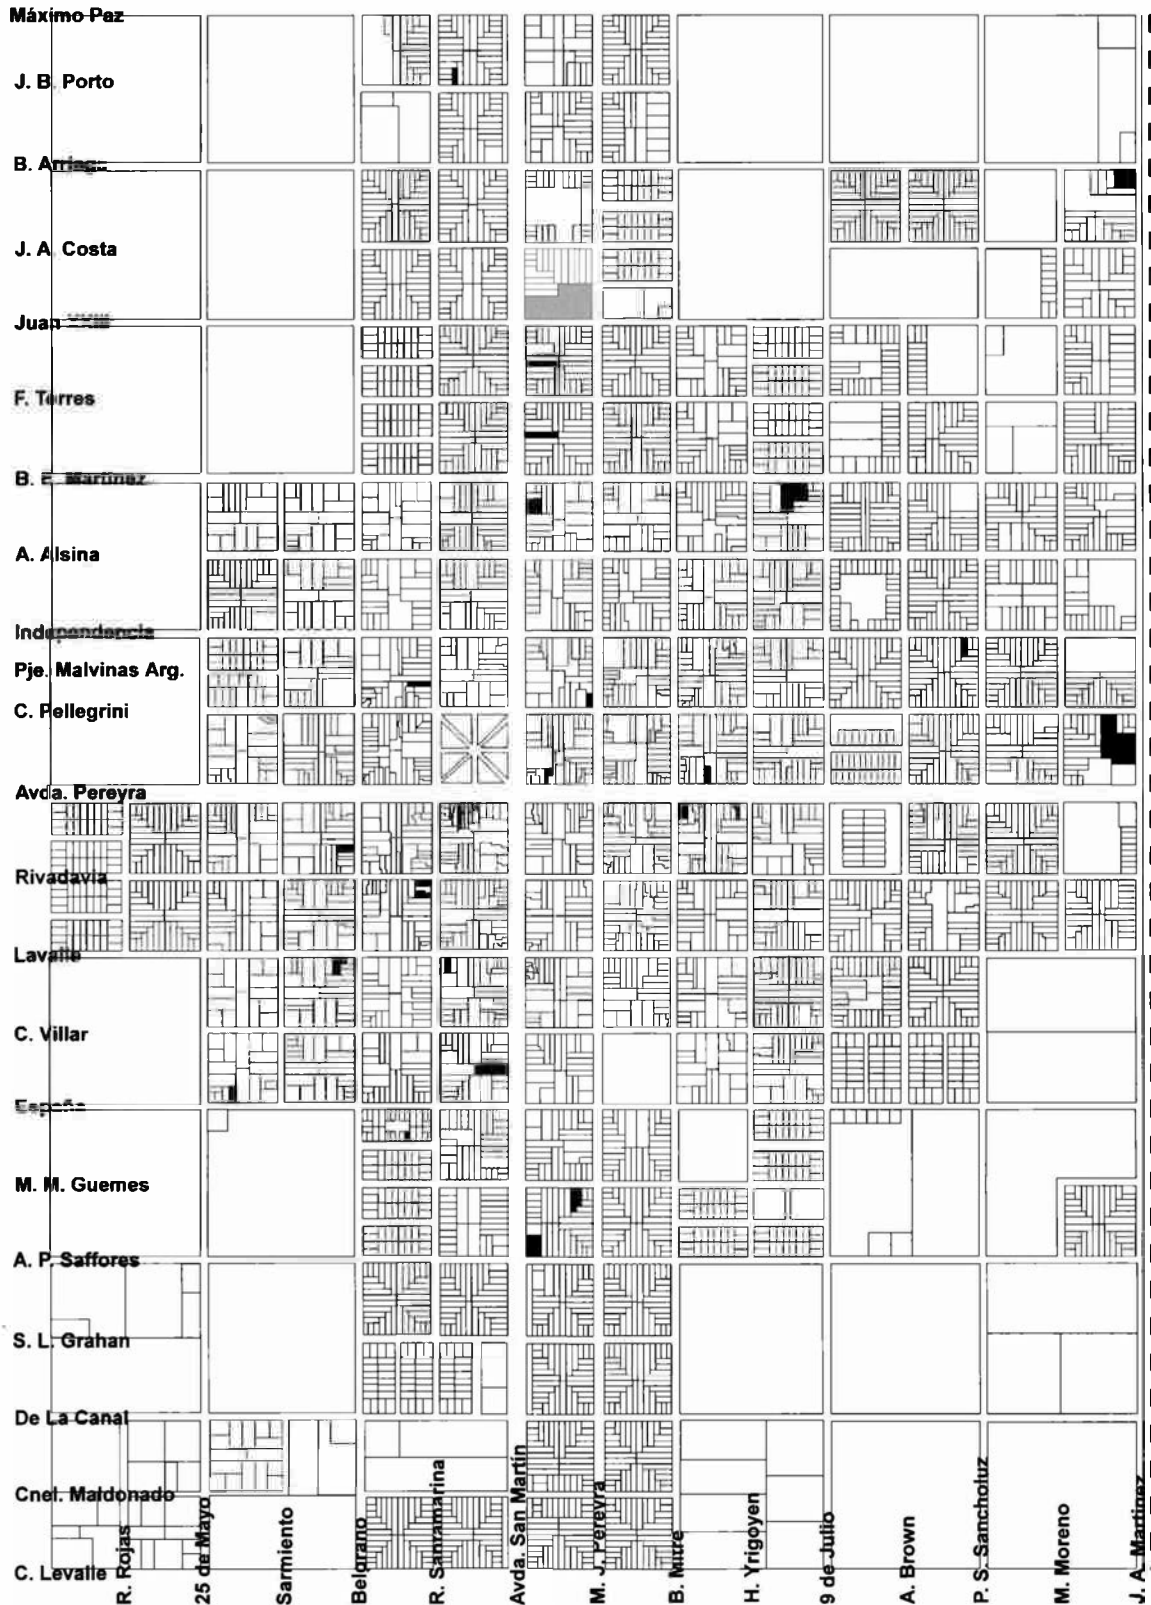 Máximo Paz
J. B. Porto
B. Arriaga
J. A. Costa
Juan XXIII
F. Torres
B. F. Martínez
A. Alsina
Independencia
Pje. Malvinas Arg.
C. Pellegrini
Avda. Pereyra
Rivadavia
Lavalle
C. Villar
España
M. M. Guemes
A. P. Saffores
S. L. Grahan
De La Canal
Cnel. Maldonado
C. Levalle
R. Rojas
25 de Mayo
Sarmiento
Belgrano
R. Santamarina
Avda. San Martín
M. J. Pereyra
B. Mitre
H. Yrigoyen
9 de Julio
A. Brown
P. S. Sancholuz
M. Moreno
J. A. Martinez